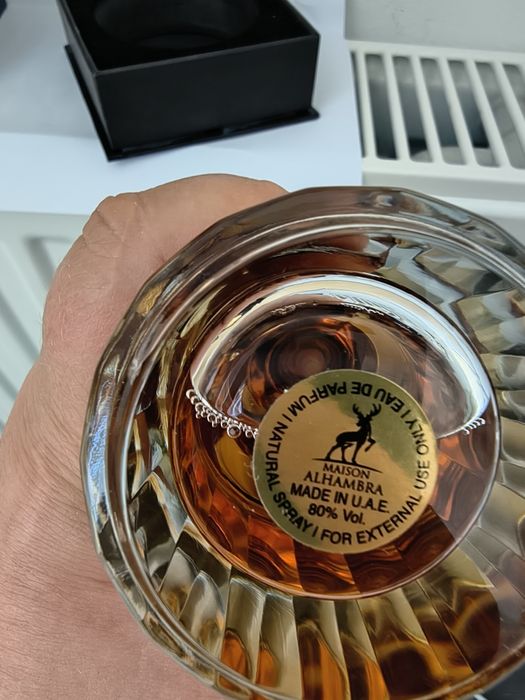 NATURAL SPRAY | FOR EXTERNAL USE ONLY | EAU DE PARFUM |
MAISON
ALHAMBRA
MADE IN U.A.E.
80% Vol.